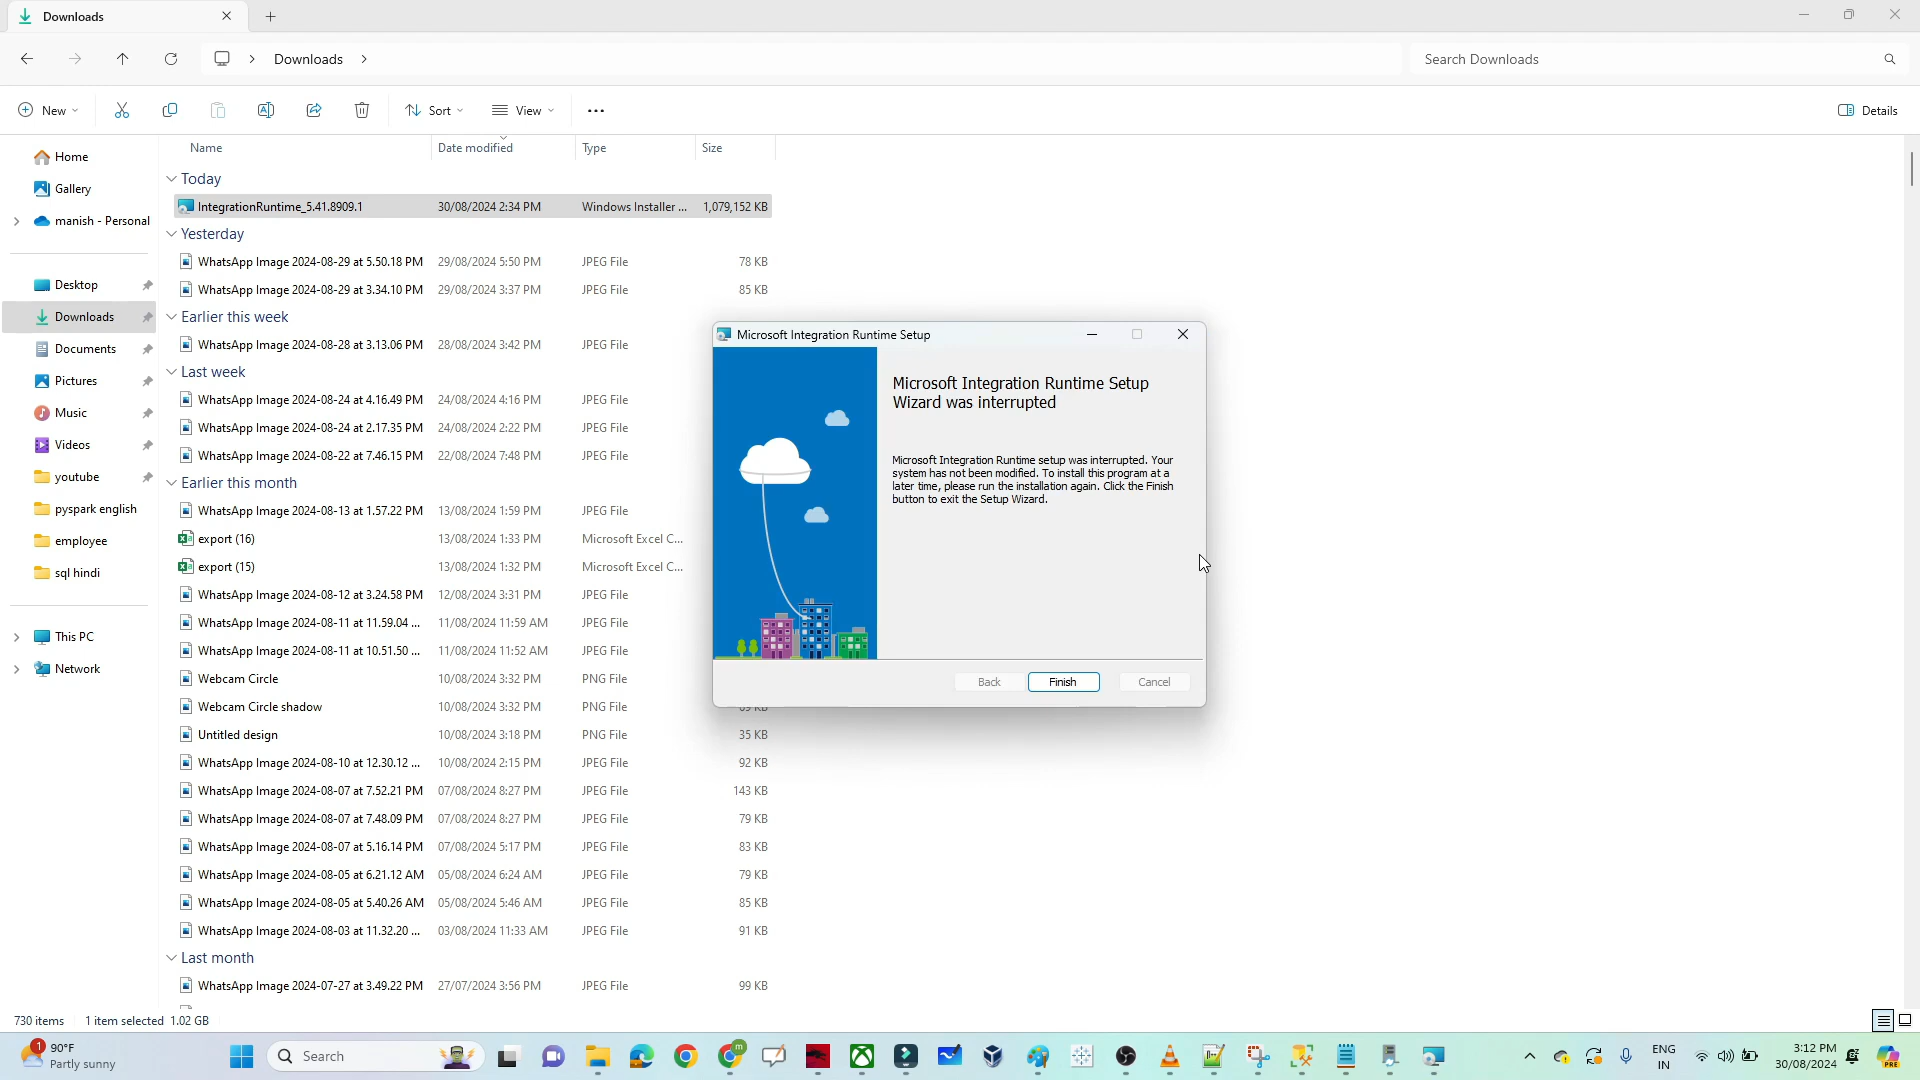 Downloads
Downloads
Search Downloads
New
Sort
View
Details
Name Date modified Type Size
Home
Gallery
manish - Personal
Desktop
Downloads
Documents
Pictures
Music
Videos
youtube
pyspark english
employee
sql hindi
This PC
Network
Today
IntegrationRuntime_5.41.8909.1 30/08/2024 2:34 PM Windows Installer ... 1,079,152 KB
Yesterday
WhatsApp Image 2024-08-29 at 5.50.18 PM 29/08/2024 5:50 PM JPEG File 78 KB
WhatsApp Image 2024-08-29 at 3.34.10 PM 29/08/2024 3:37 PM JPEG File 85 KB
Earlier this week
WhatsApp Image 2024-08-28 at 3.13.06 PM 28/08/2024 3:42 PM JPEG File
Last week
WhatsApp Image 2024-08-24 at 4.16.49 PM 24/08/2024 4:16 PM JPEG File
WhatsApp Image 2024-08-24 at 2.17.35 PM 24/08/2024 2:22 PM JPEG File
WhatsApp Image 2024-08-22 at 7.46.15 PM 22/08/2024 7:48 PM JPEG File
Earlier this month
WhatsApp Image 2024-08-13 at 1.57.22 PM 13/08/2024 1:59 PM JPEG File
export (16) 13/08/2024 1:33 PM Microsoft Excel C...
export (15) 13/08/2024 1:32 PM Microsoft Excel C...
WhatsApp Image 2024-08-12 at 3.24.58 PM 12/08/2024 3:31 PM JPEG File
WhatsApp Image 2024-08-11 at 11.59.04 ... 11/08/2024 11:59 AM JPEG File
WhatsApp Image 2024-08-11 at 10.51.50 ... 11/08/2024 11:52 AM JPEG File
Webcam Circle 10/08/2024 3:32 PM PNG File
Webcam Circle shadow 10/08/2024 3:32 PM PNG File
Untitled design 10/08/2024 3:18 PM PNG File 35 KB
WhatsApp Image 2024-08-10 at 12.30.12 ... 10/08/2024 2:15 PM JPEG File 92 KB
WhatsApp Image 2024-08-07 at 7.52.21 PM 07/08/2024 8:27 PM JPEG File 143 KB
WhatsApp Image 2024-08-07 at 7.48.09 PM 07/08/2024 8:27 PM JPEG File 79 KB
WhatsApp Image 2024-08-07 at 5.16.14 PM 07/08/2024 5:17 PM JPEG File 83 KB
WhatsApp Image 2024-08-05 at 6.21.12 AM 05/08/2024 6:24 AM JPEG File 79 KB
WhatsApp Image 2024-08-05 at 5.40.26 AM 05/08/2024 5:46 AM JPEG File 85 KB
WhatsApp Image 2024-08-03 at 11.32.20 ... 03/08/2024 11:33 AM JPEG File 91 KB
Last month
WhatsApp Image 2024-07-27 at 3.49.22 PM 27/07/2024 3:56 PM JPEG File 99 KB
Microsoft Integration Runtime Setup
Microsoft Integration Runtime Setup
Wizard was interrupted
Microsoft Integration Runtime setup was interrupted. Your
system has not been modified. To install this program at a
later time, please run the installation again. Click the Finish
button to exit the Setup Wizard.
Back Finish Cancel
730 items 1 item selected 1.02 GB
1
90°F
Partly sunny
Search
m
ENG
IN
3:12 PM
30/08/2024
PRE